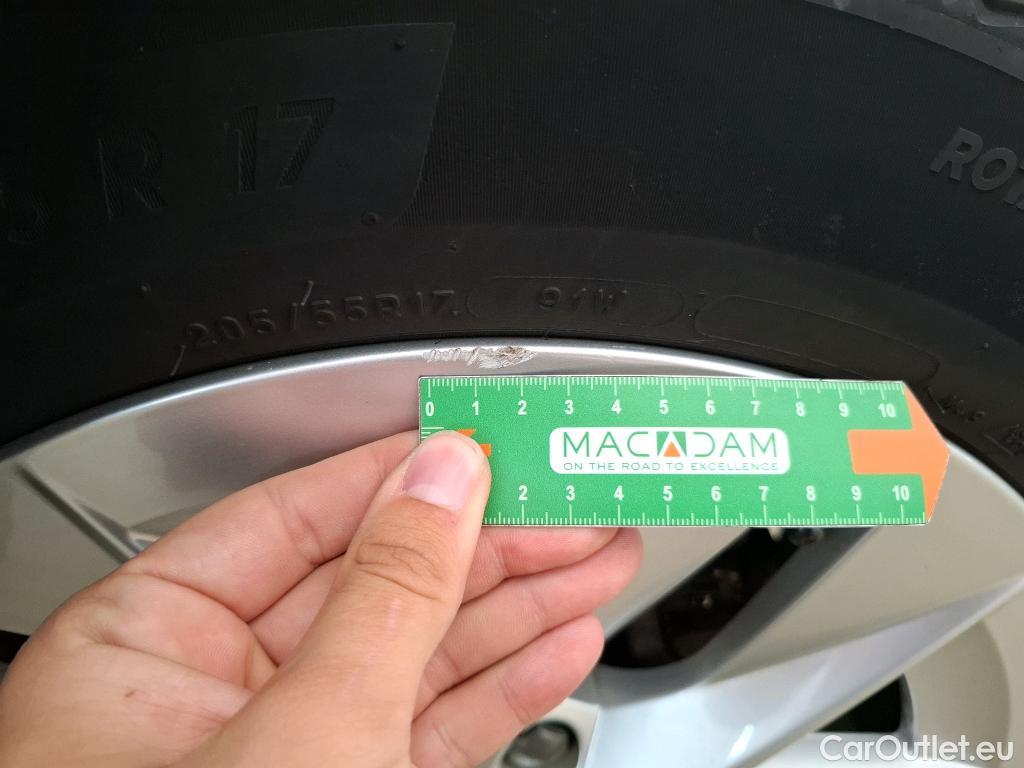 5 R 17
ROT
205/55R17 91W
0 1 2 3 4 5 6 7 8 9 10
MACADAM
ON THE ROAD TO EXCELLENCE
2 3 4 5 6 7 8 9 10
CarOutlet.eu